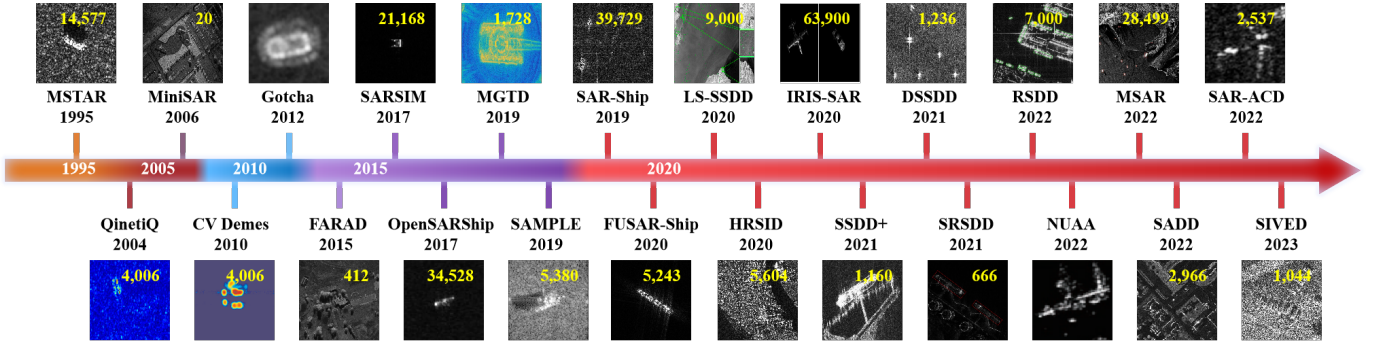 14,577
20
21,168
1,728
39,729
9,000
63,900
1,236
7,000
28,499
2,537
MSTAR
1995
MiniSAR
2006
Gotcha
2012
SARSIM
2017
MGTD
2019
SAR-Ship
2019
LS-SSDD
2020
IRIS-SAR
2020
DSSDD
2021
RSDD
2022
MSAR
2022
SAR-ACD
2022
1995
2005
2010
2015
2020
QinetiQ
2004
CV Demes
2010
FARAD
2015
OpenSARShip
2017
SAMPLE
2019
FUSAR-Ship
2020
HRSID
2020
SSDD+
2021
SRSDD
2021
NUAA
2022
SADD
2022
SIVED
2023
4,006
4,006
412
34,528
5,380
5,243
5,604
1,160
666
2,966
1,044